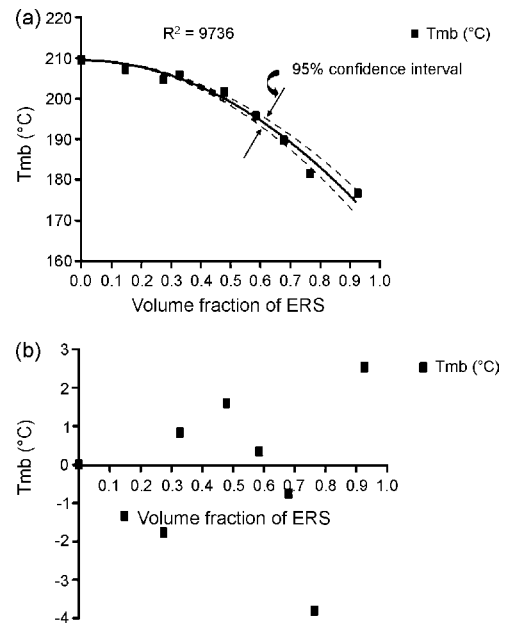 (a)
220
R² = 9736
Tmb (°C)
210
95% confidence interval
200
190
180
170
160
Tmb (°C)
0.0 0.1 0.2 0.3 0.4 0.5 0.6 0.7 0.8 0.9 1.0
Volume fraction of ERS
(b)
3
Tmb (°C)
2
1
0
0.1 0.2 0.3 0.4 0.5 0.6 0.7 0.8 0.9 1.0
-1
Volume fraction of ERS
-2
-3
-4
Tmb (°C)